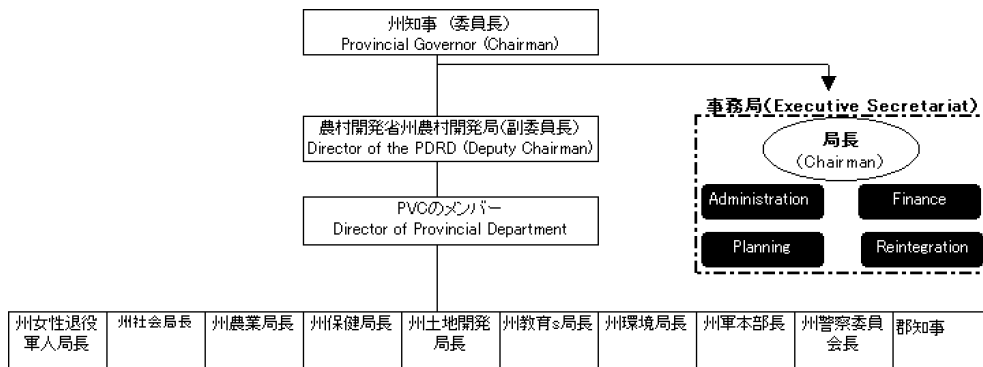 州知事（委員長）
Provincial Governor (Chairman)
事務局(Executive Secretariat)
農村開発省州農村開発局(副委員長)
Director of the PDRD (Deputy Chairman)
局長
(Chairman)
Administration
Finance
PVCのメンバー
Director of Provincial Department
Planning
Reintegration
州女性退役
軍人局長
州社会局長
州農業局長
州保健局長
州土地開発
局長
州教育s局長
州環境局長
州軍本部長
州警察委員
会長
郡知事